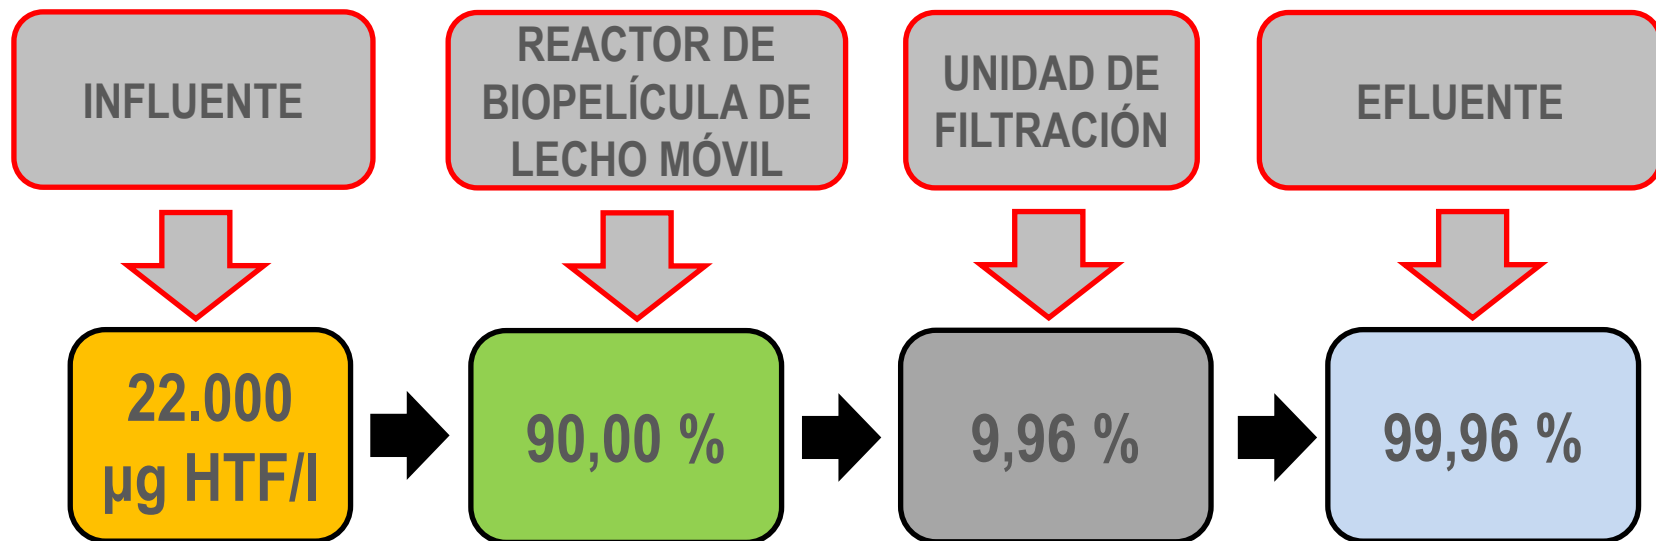 INFLUENTE
REACTOR DE
BIOPELÍCULA DE
LECHO MÓVIL
UNIDAD DE
FILTRACIÓN
EFLUENTE
22.000
µg HTF/l
90,00 %
9,96 %
99,96 %